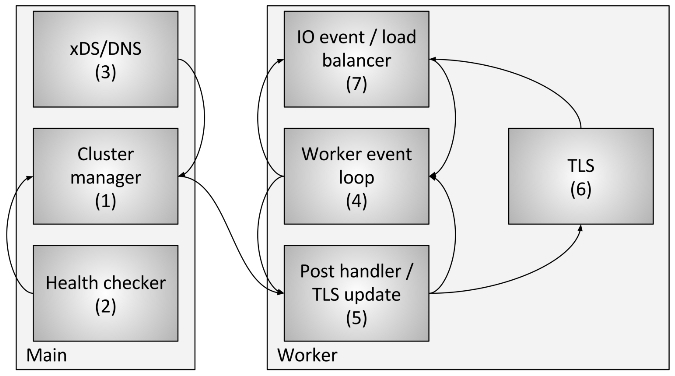 xDS/DNS
(3)
Cluster
manager
(1)
Health checker
(2)
Main
IO event / load
balancer
(7)
Worker event
loop
(4)
Post handler /
TLS update
(5)
TLS
(6)
Worker